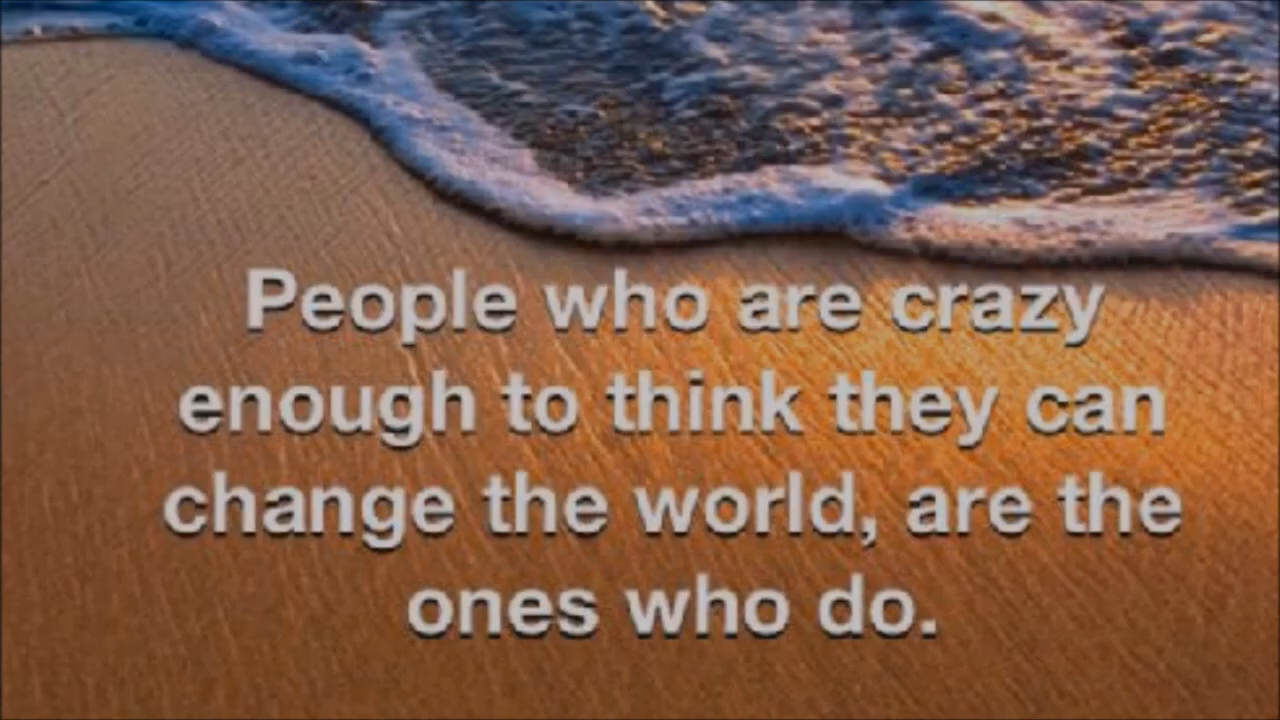 People who are crazy
enough to think they can
change the world, are the
ones who do.